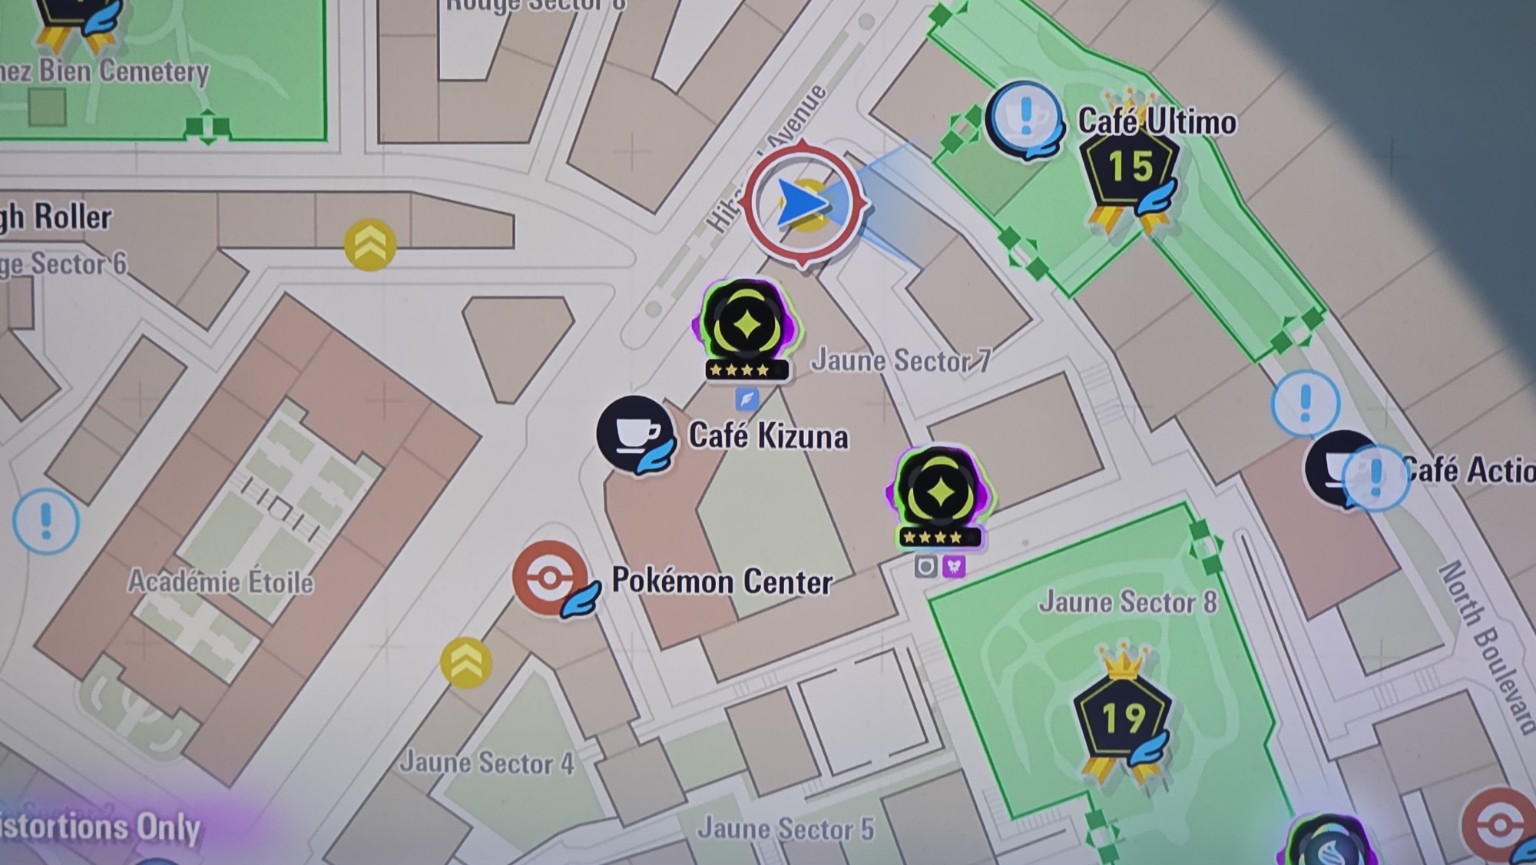 Rouge Sector 8
nez Bien Cemetery
Avenue
Café Ultimo
15
gh Roller
ge Sector 6
Jaune Sector 7
Café Kizuna
Café Actio
Académie Étoile
Pokémon Center
Jaune Sector 8
North Boulevard
19
Jaune Sector 4
istortions Only
Jaune Sector 5